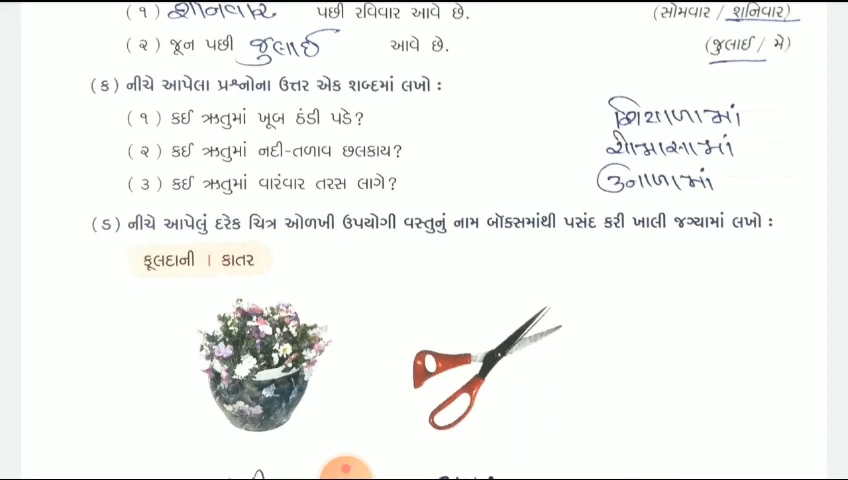 (૧) શનિવાર પછી રવિવાર આવે છે. (સોમવાર / શનિવાર)
(૨) જૂન પછી જુલાઈ આવે છે. (જુલાઈ / મે)
(ક) નીચે આપેલા પ્રશ્નોના ઉત્તર એક શબ્દમાં લખો :
(૧) કઈ ઋતુમાં ખૂબ ઠંડી પડે? શિયાળામાં
(૨) કઈ ઋતુમાં નદી-તળાવ છલકાય? ચોમાસામાં
(૩) કઈ ઋતુમાં વારંવાર તરસ લાગે? ઉનાળામાં
(ડ) નીચે આપેલું દરેક ચિત્ર ઓળખી ઉપયોગી વસ્તુનું નામ બૉક્સમાંથી પસંદ કરી ખાલી જગ્યામાં લખો :
ફૂલદાની । કાતર